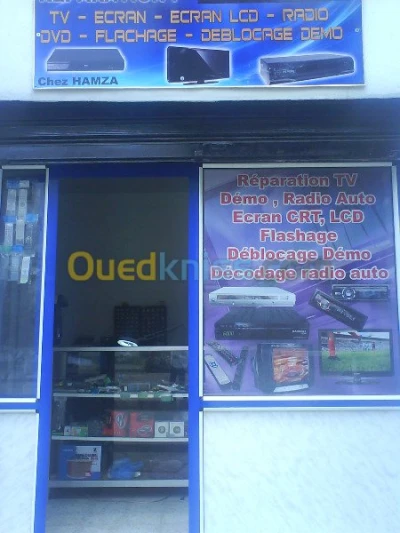 TV - ECRAN - ECRAN LCD - RADIO
DVD - FLACHAGE - DEBLOCAGE DEMO
Chez HAMZA
Réparation TV
Démo , Radio Auto
Ecran CRT, LCD
Flashage
Déblocage Démo
Décodage radio auto
Ouedkniss